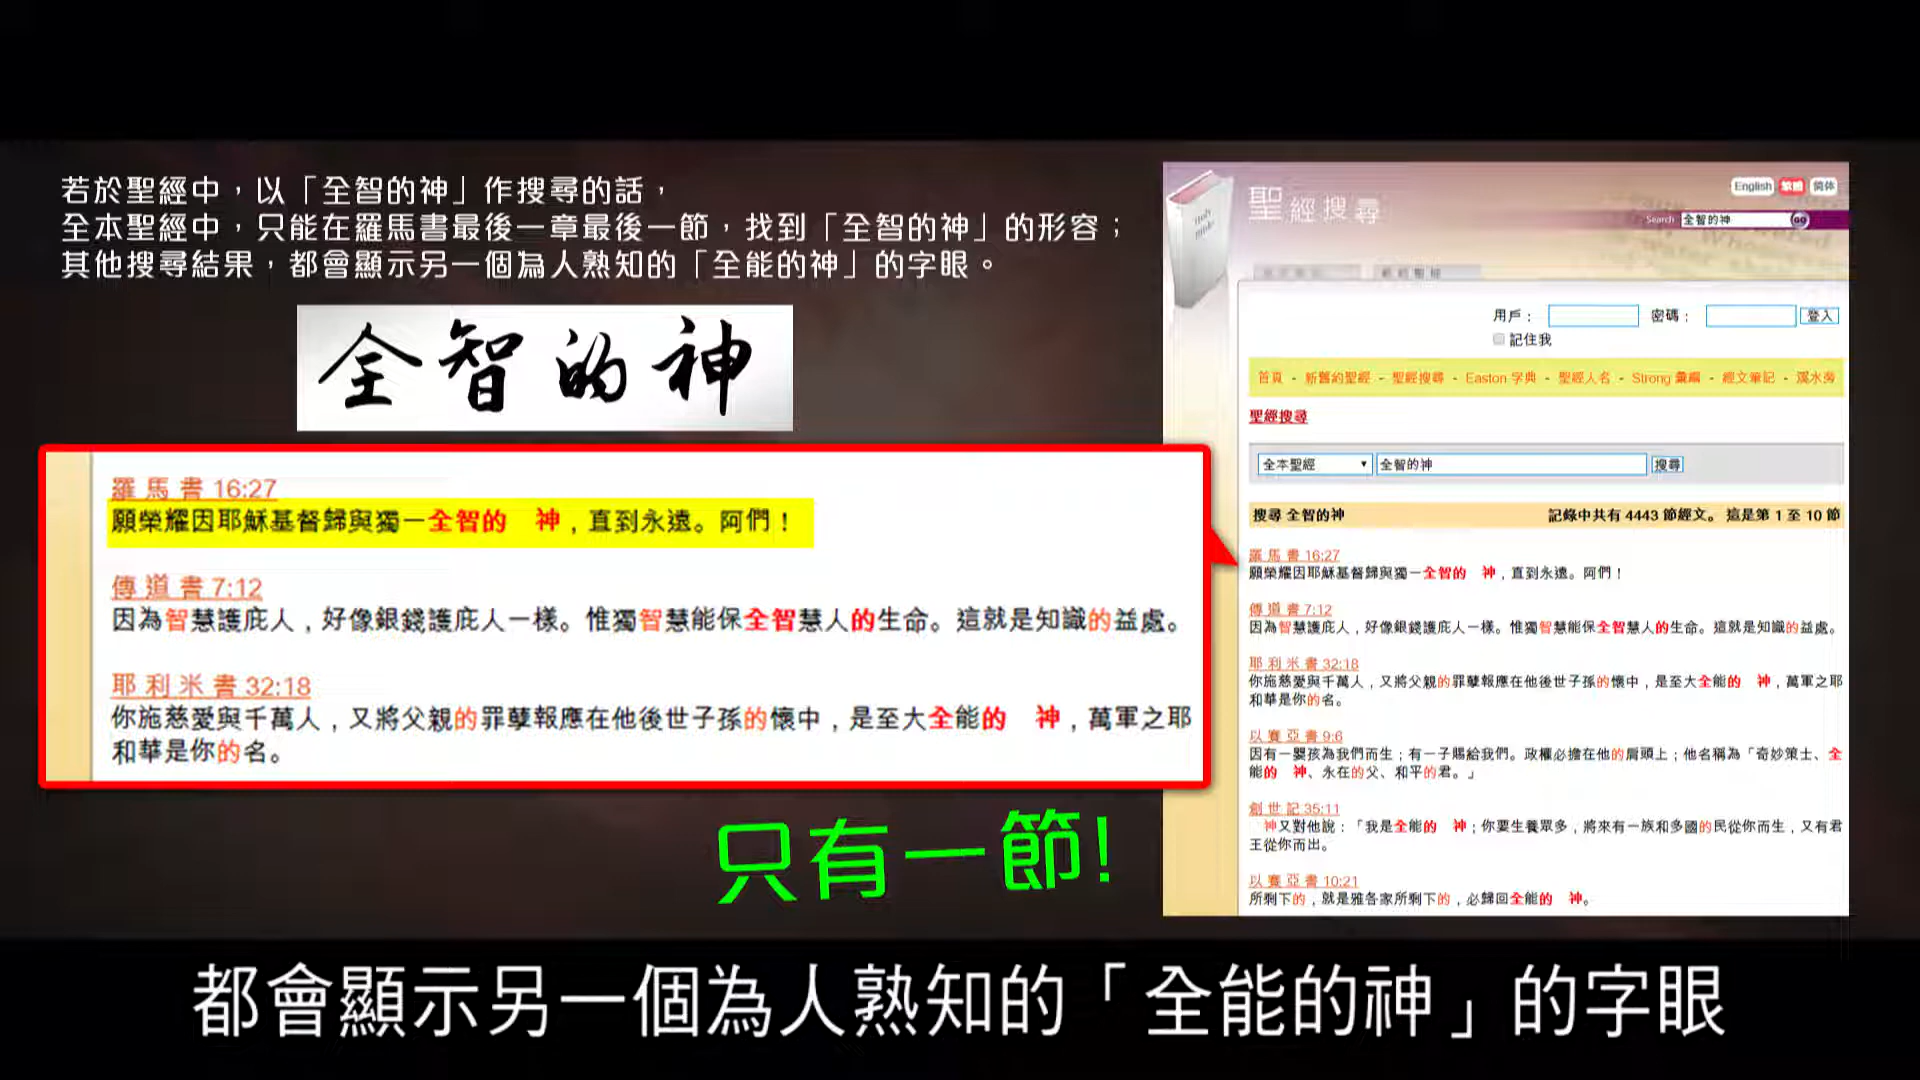 若於聖經中，以「全智的神」作搜尋的話，
全本聖經中，只能在羅馬書最後一章最後一節，找到「全智的神」的形容；
其他搜尋結果，都會顯示另一個為人熟知的「全能的神」的字眼。
全智的神
羅 馬 書 16:27
願榮耀因耶穌基督歸與獨一全智的　神，直到永遠。阿們！
傳 道 書 7:12
因為智慧護庇人，好像銀錢護庇人一樣。惟獨智慧能保全智慧人的生命。這就是知識的益處。
耶 利 米 書 32:18
你施慈愛與千萬人，又將父親的罪孽報應在他後世子孫的懷中，是至大全能的　神，萬軍之耶
和華是你的名。
只有一節!
Holy Bible
聖經搜尋
English 繁體 简体
Search 全智的神 GO
用戶： 密碼： 登入
記住我
首頁 - 新舊約聖經 - 聖經搜尋 - Easton 字典 - 聖經人名 - Strong 彙編 - 經文筆記 - 溪水旁
聖經搜尋
全本聖經 全智的神 搜尋
搜尋 全智的神 記錄中共有 4443 節經文。 這是第 1 至 10 節
羅 馬 書 16:27
願榮耀因耶穌基督歸與獨一全智的　神，直到永遠。阿們！
傳 道 書 7:12
因為智慧護庇人，好像銀錢護庇人一樣。惟獨智慧能保全智慧人的生命。這就是知識的益處。
耶 利 米 書 32:18
你施慈愛與千萬人，又將父親的罪孽報應在他後世子孫的懷中，是至大全能的　神，萬軍之耶
和華是你的名。
以 賽 亞 書 9:6
因有一嬰孩為我們而生；有一子賜給我們。政權必擔在他的肩頭上；他名稱為「奇妙策士、全
能的　神、永在的父、和平的君。」
創 世 記 35:11
神又對他說：「我是全能的　神；你要生養眾多，將來有一族和多國的民從你而生，又有君
王從你而出。
以 賽 亞 書 10:21
所剩下的，就是雅各家所剩下的，必歸回全能的　神。
都會顯示另一個為人熟知的「全能的神」的字眼